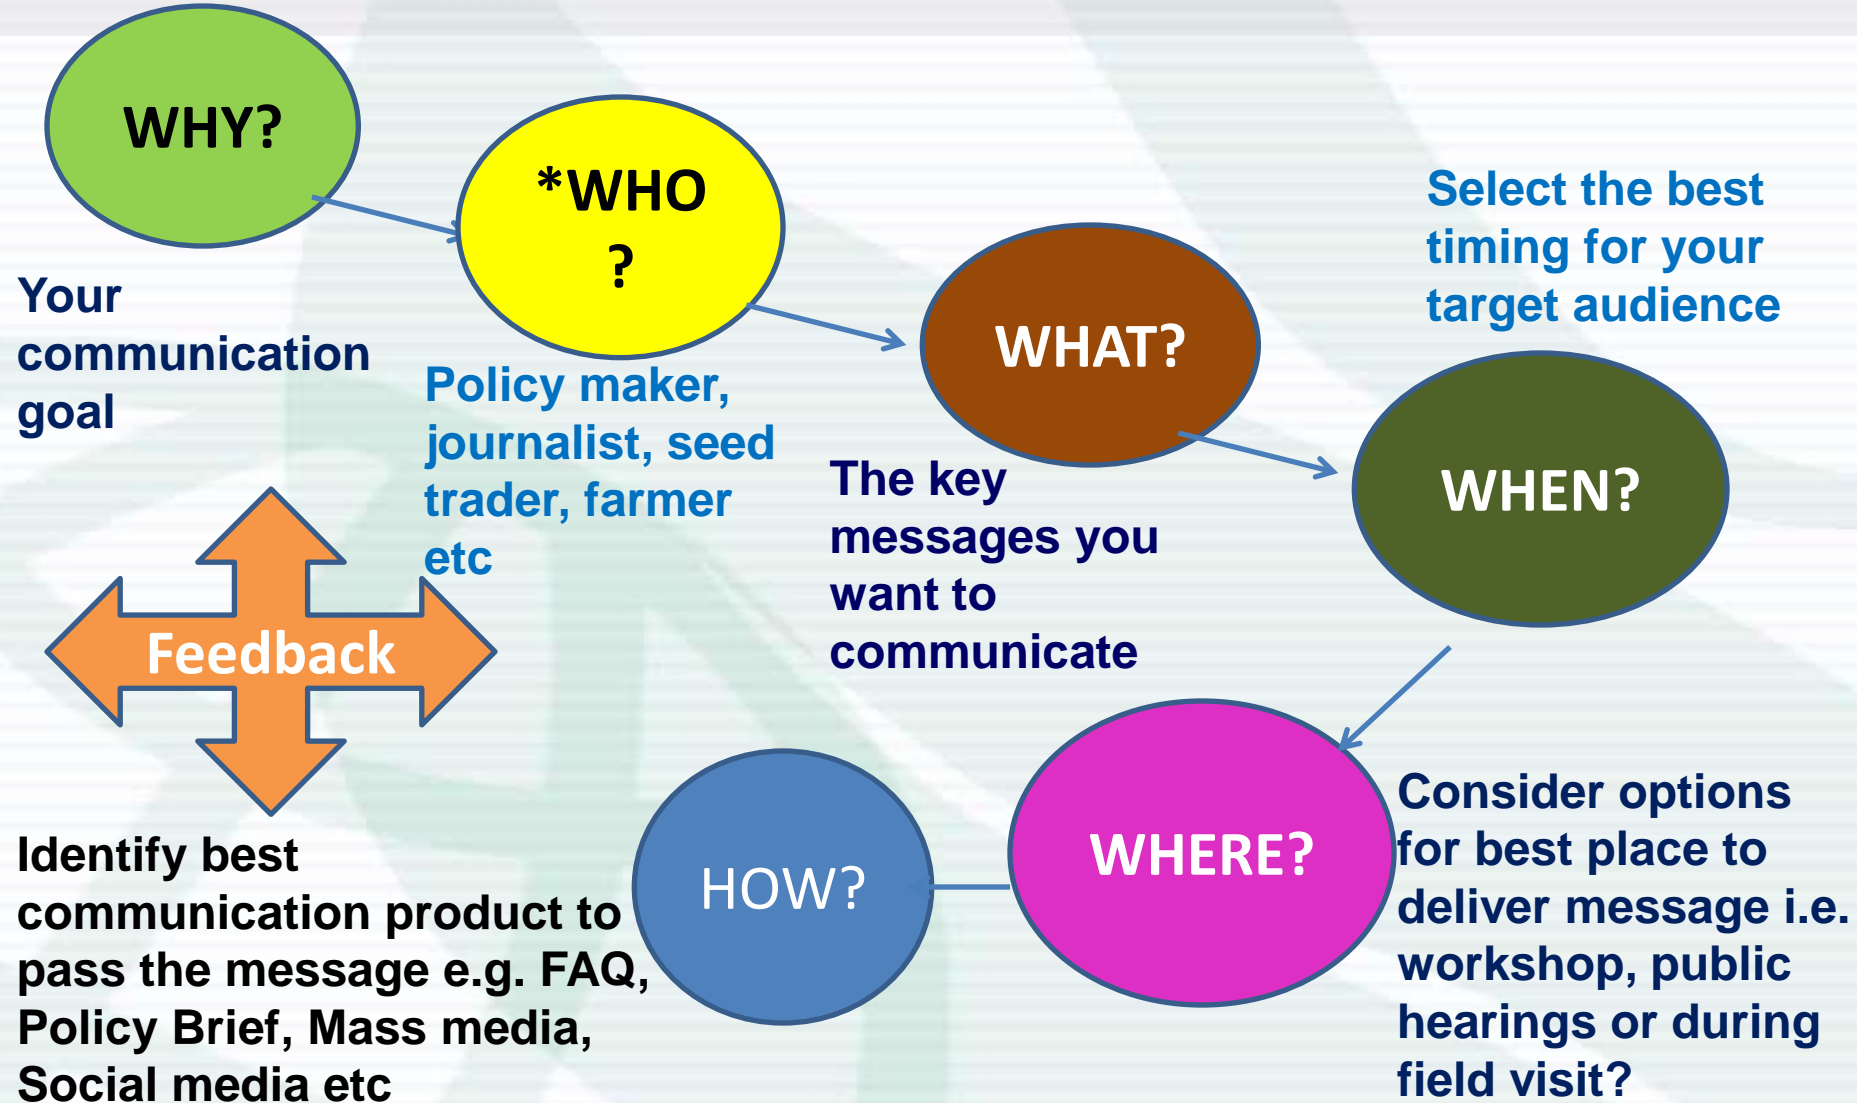 WHY?
Your
communication
goal
*WHO
?
Policy maker,
journalist, seed
trader, farmer
etc
WHAT?
The key
messages you
want to
communicate
Select the best
timing for your
target audience
WHEN?
WHERE?
Consider options
for best place to
deliver message i.e.
workshop, public
hearings or during
field visit?
HOW?
Identify best
communication product to
pass the message e.g. FAQ,
Policy Brief, Mass media,
Social media etc
Feedback